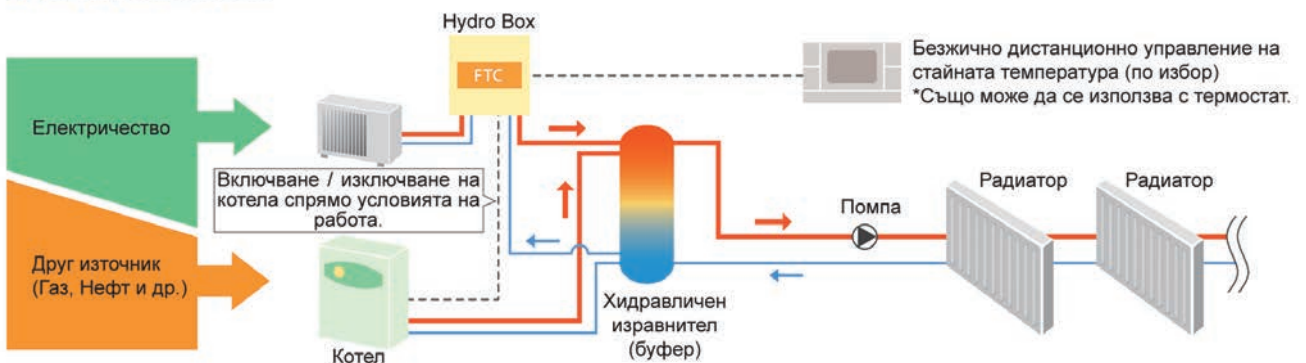 Hydro Box
FTC
Безжично дистанционно управление на
стайната температура (по избор)
*Също може да се използва с термостат.
Електричество
Включване / изключване на
котела спрямо условията на
работа.
Друг източник
(Газ, Нефт и др.)
Котел
Хидравличен
изравнител
(буфер)
Помпа
Радиатор
Радиатор